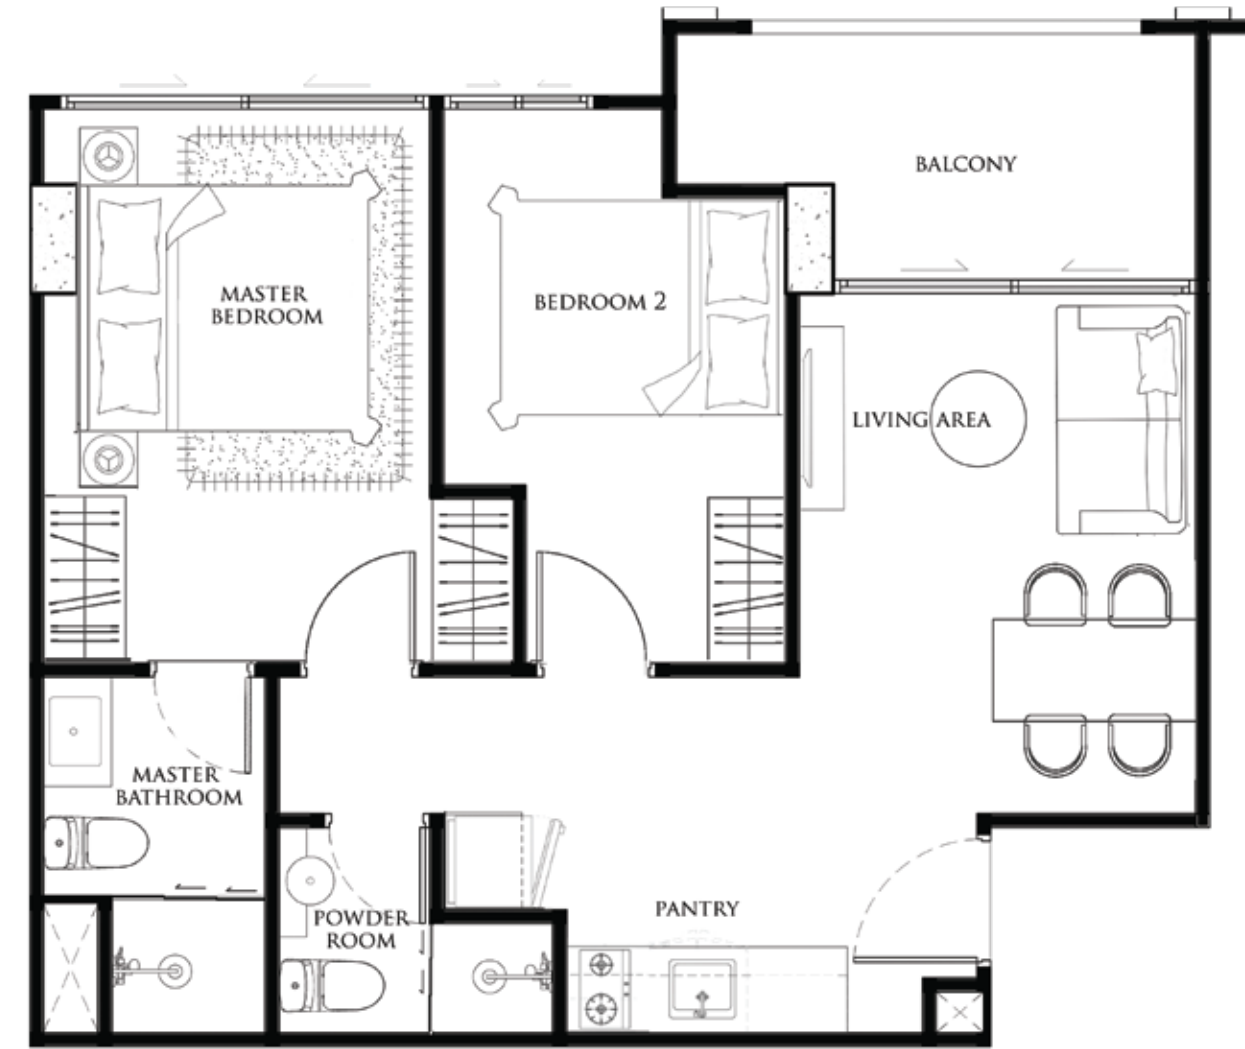 BALCONY
MASTER
BEDROOM
BEDROOM 2
LIVING AREA
MASTER
BATHROOM
POWDER
ROOM
PANTRY